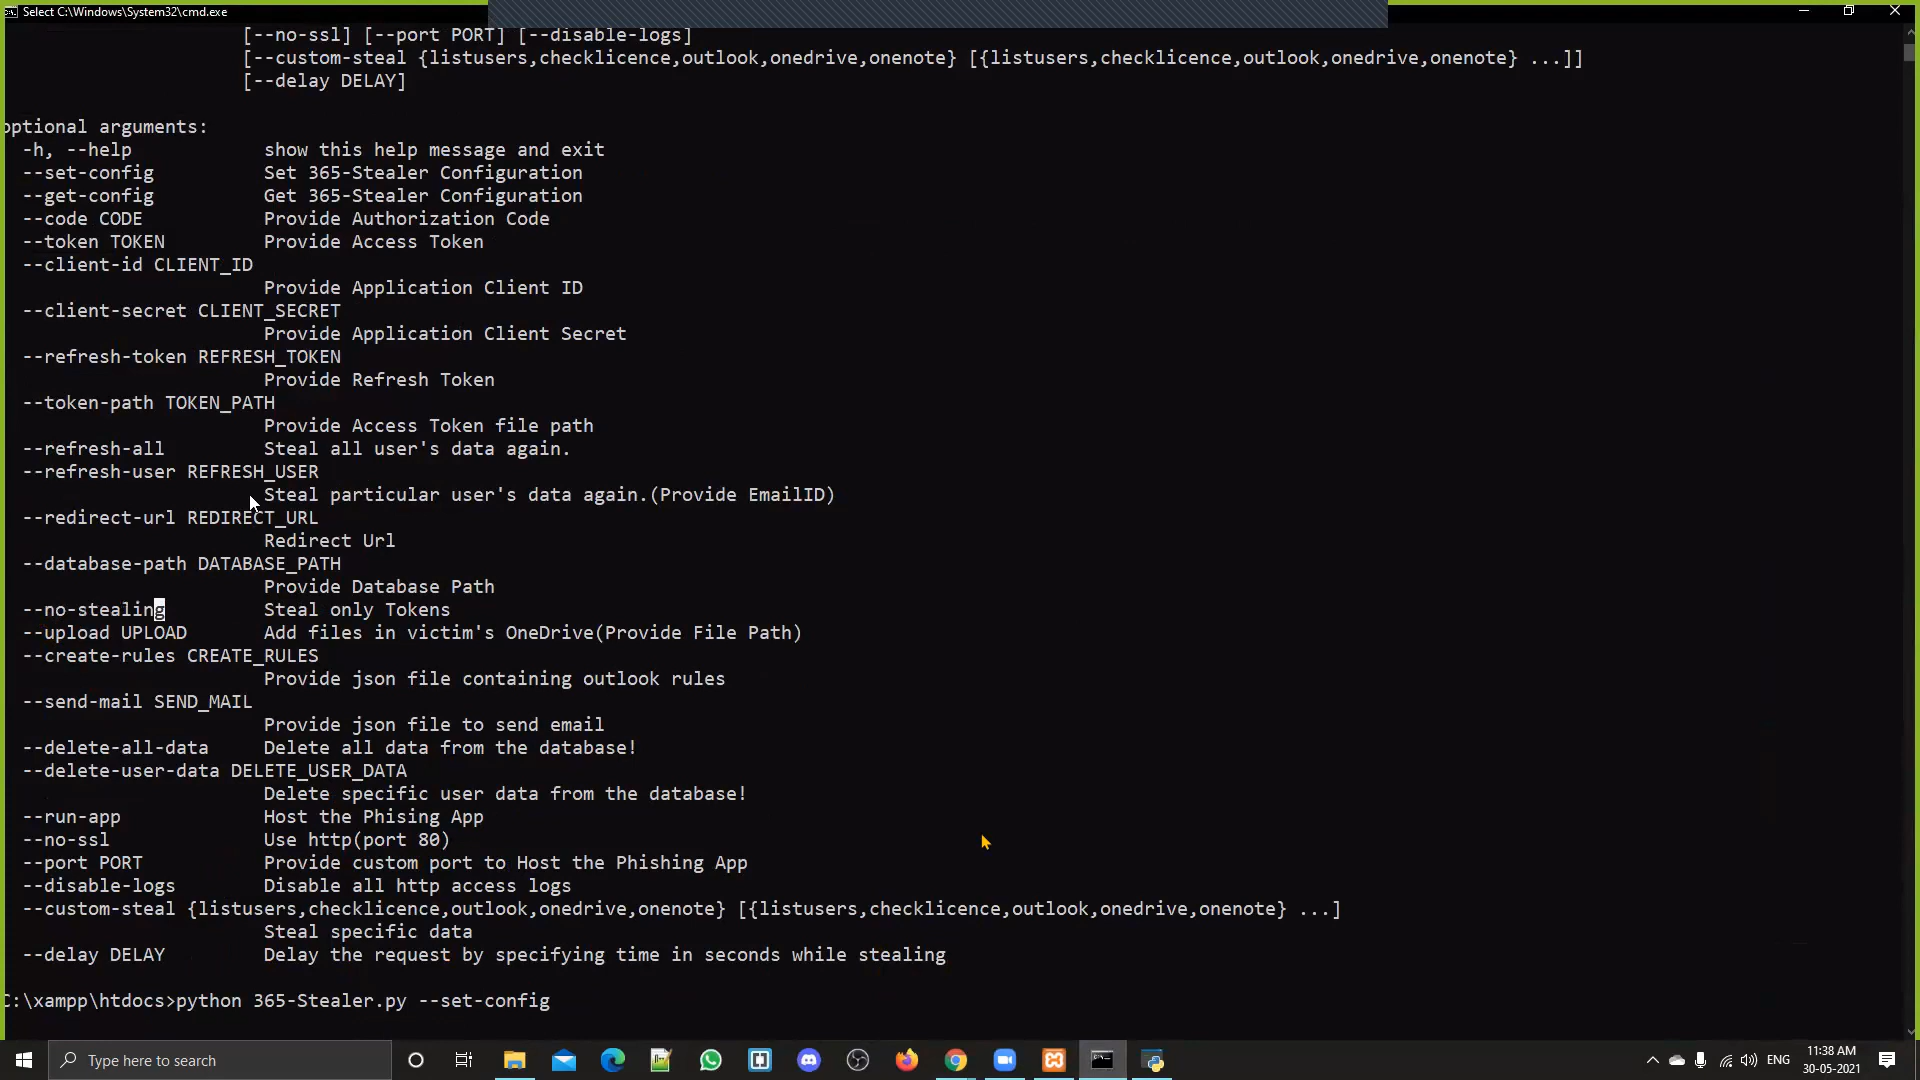 Select C:\Windows\System32\cmd.exe
[--no-ssl] [--port PORT] [--disable-logs]
[--custom-steal {listusers,checklicence,outlook,onedrive,onenote} [{listusers,checklicence,outlook,onedrive,onenote} ...]]
[--delay DELAY]
optional arguments:
-h, --help show this help message and exit
--set-config Set 365-Stealer Configuration
--get-config Get 365-Stealer Configuration
--code CODE Provide Authorization Code
--token TOKEN Provide Access Token
--client-id CLIENT_ID
Provide Application Client ID
--client-secret CLIENT_SECRET
Provide Application Client Secret
--refresh-token REFRESH_TOKEN
Provide Refresh Token
--token-path TOKEN_PATH
Provide Access Token file path
--refresh-all Steal all user's data again.
--refresh-user REFRESH_USER
Steal particular user's data again.(Provide EmailID)
--redirect-url REDIRECT_URL
Redirect Url
--database-path DATABASE_PATH
Provide Database Path
--no-stealing Steal only Tokens
--upload UPLOAD Add files in victim's OneDrive(Provide File Path)
--create-rules CREATE_RULES
Provide json file containing outlook rules
--send-mail SEND_MAIL
Provide json file to send email
--delete-all-data Delete all data from the database!
--delete-user-data DELETE_USER_DATA
Delete specific user data from the database!
--run-app Host the Phising App
--no-ssl Use http(port 80)
--port PORT Provide custom port to Host the Phishing App
--disable-logs Disable all http access logs
--custom-steal {listusers,checklicence,outlook,onedrive,onenote} [{listusers,checklicence,outlook,onedrive,onenote} ...]
Steal specific data
--delay DELAY Delay the request by specifying time in seconds while stealing
C:\xampp\htdocs>python 365-Stealer.py --set-config
Type here to search
ENG
11:38 AM
30-05-2021